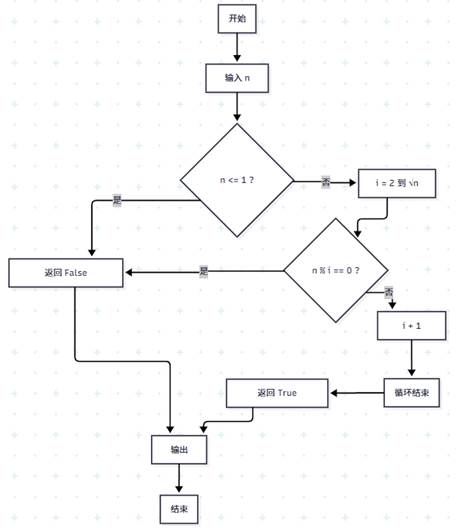 开始
输入 n
n <= 1 ?
否
i = 2 到 √n
是
n % i == 0 ?
返回 False
是
否
i + 1
返回 True
循环结束
输出
结束